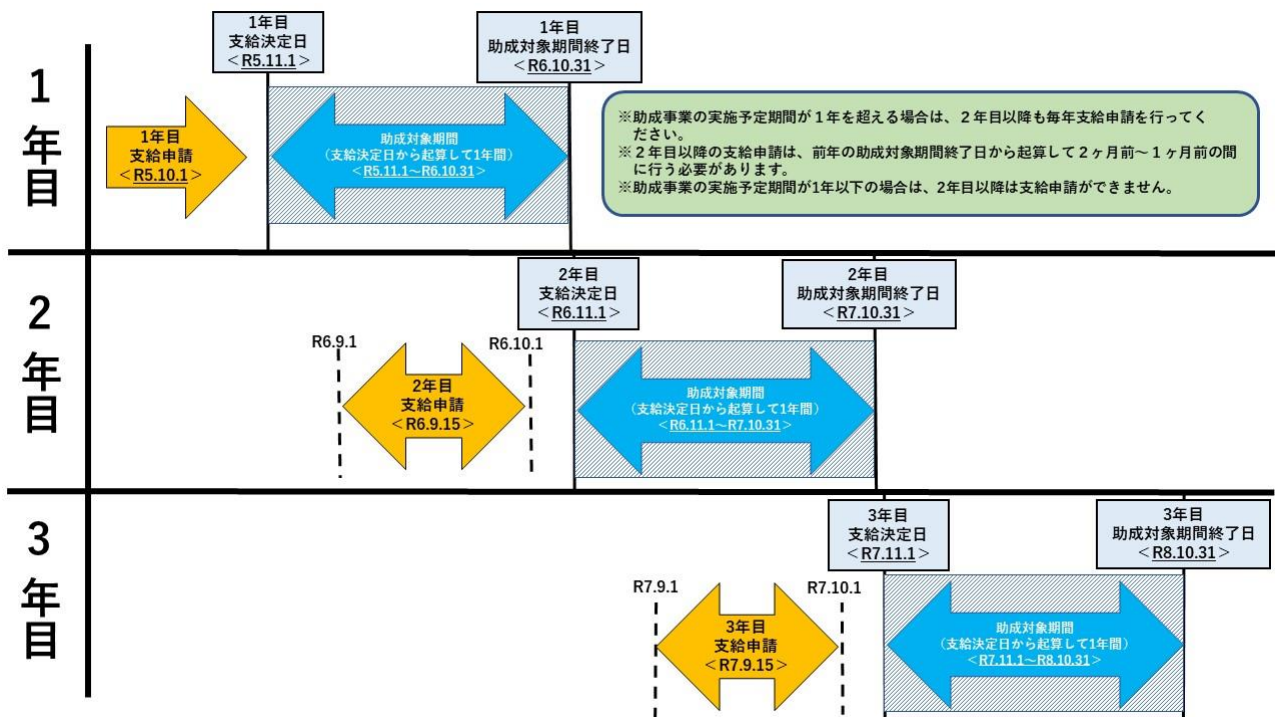 1年目
1年目
支給決定日
＜R5.11.1＞
1年目
助成対象期間終了日
＜R6.10.31＞
1年目
支給申請
＜R5.10.1＞
助成対象期間
（支給決定日から起算して1年間）
＜R5.11.1～R6.10.31＞
※助成事業の実施予定期間が１年を超える場合は、２年目以降も毎年支給申請を行ってく
ださい。
※２年目以降の支給申請は、前年の助成対象期間終了日から起算して２ヶ月前～１ヶ月前の間
に行う必要があります。
※助成事業の実施予定期間が1年以下の場合は、2年目以降は支給申請ができません。
2年目
2年目
支給決定日
＜R6.11.1＞
2年目
助成対象期間終了日
＜R7.10.31＞
R6.9.1
R6.10.1
2年目
支給申請
＜R6.9.15＞
助成対象期間
（支給決定日から起算して1年間）
＜R6.11.1～R7.10.31＞
3年目
3年目
支給決定日
＜R7.11.1＞
3年目
助成対象期間終了日
＜R8.10.31＞
R7.9.1
R7.10.1
3年目
支給申請
＜R7.9.15＞
助成対象期間
（支給決定日から起算して1年間）
＜R7.11.1～R8.10.31＞